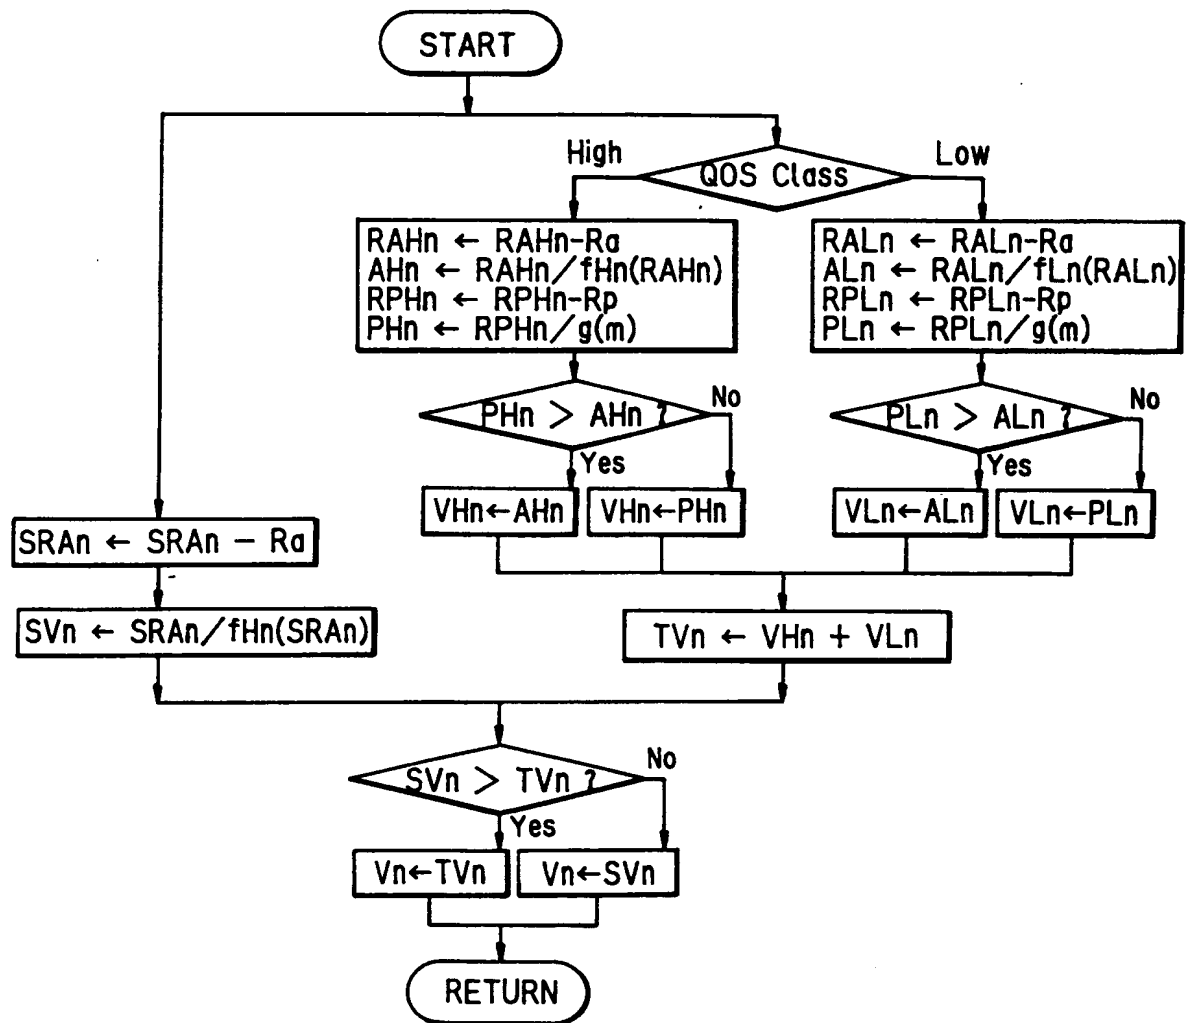 START
High
QOS Class
Low
RAHn ← RAHn-Ra
AHn ← RAHn/fHn(RAHn)
RPHn ← RPHn-Rp
PHn ← RPHn/g(m)
RALn ← RALn-Ra
ALn ← RALn/fLn(RALn)
RPLn ← RPLn-Rp
PLn ← RPLn/g(m)
PHn > AHn ?
No
Yes
PLn > ALn ?
No
Yes
VHn←AHn
VHn←PHn
VLn←ALn
VLn←PLn
SRAn ← SRAn - Ra
SVn ← SRAn/fHn(SRAn)
TVn ← VHn + VLn
SVn > TVn ?
No
Yes
Vn←TVn
Vn←SVn
RETURN